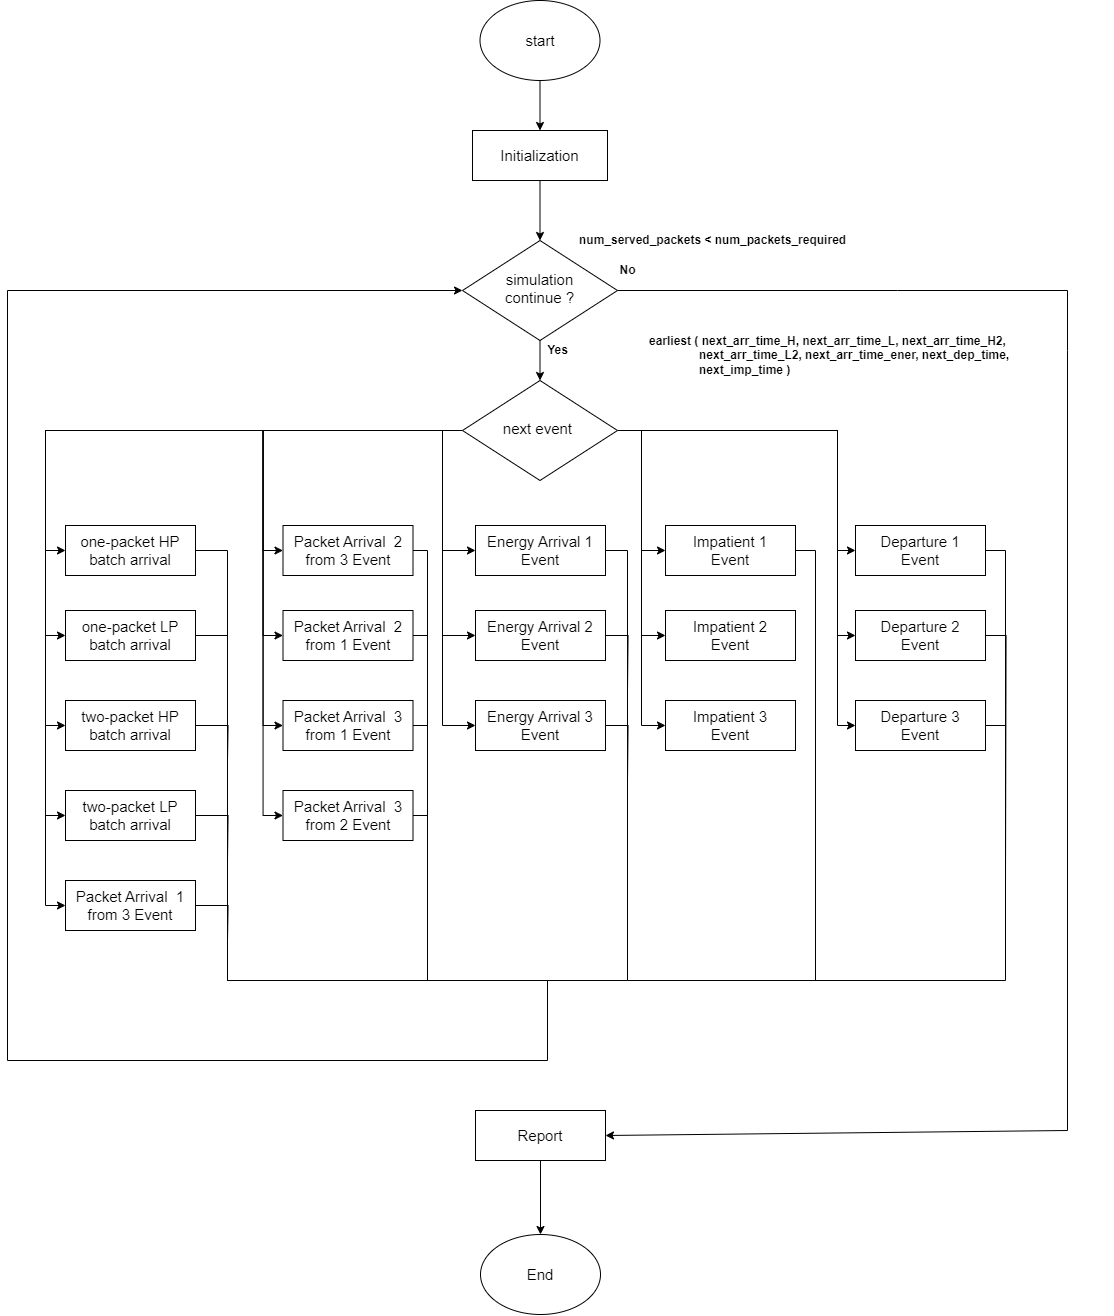 start
Initialization
num_served_packets < num_packets_required
simulation
continue ?
No
Yes
earliest ( next_arr_time_H, next_arr_time_L, next_arr_time_H2,
next_arr_time_L2, next_arr_time_ener, next_dep_time,
next_imp_time )
next event
one-packet HP
batch arrival
Packet Arrival 2
from 3 Event
Energy Arrival 1
Event
Impatient 1
Event
Departure 1
Event
one-packet LP
batch arrival
Packet Arrival 2
from 1 Event
Energy Arrival 2
Event
Impatient 2
Event
Departure 2
Event
two-packet HP
batch arrival
Packet Arrival 3
from 1 Event
Energy Arrival 3
Event
Impatient 3
Event
Departure 3
Event
two-packet LP
batch arrival
Packet Arrival 3
from 2 Event
Packet Arrival 1
from 3 Event
Report
End